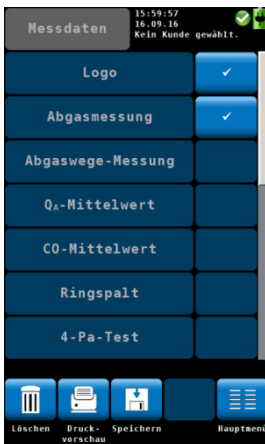 Messdaten
15:59:57
16.09.16
Kein Kunde gewählt.
Logo
Abgasmessung
Abgaswege-Messung
QA-Mittelwert
CO-Mittelwert
Ringspalt
4-Pa-Test
Löschen
Druck-
vorschau
Speichern
Hauptmenü